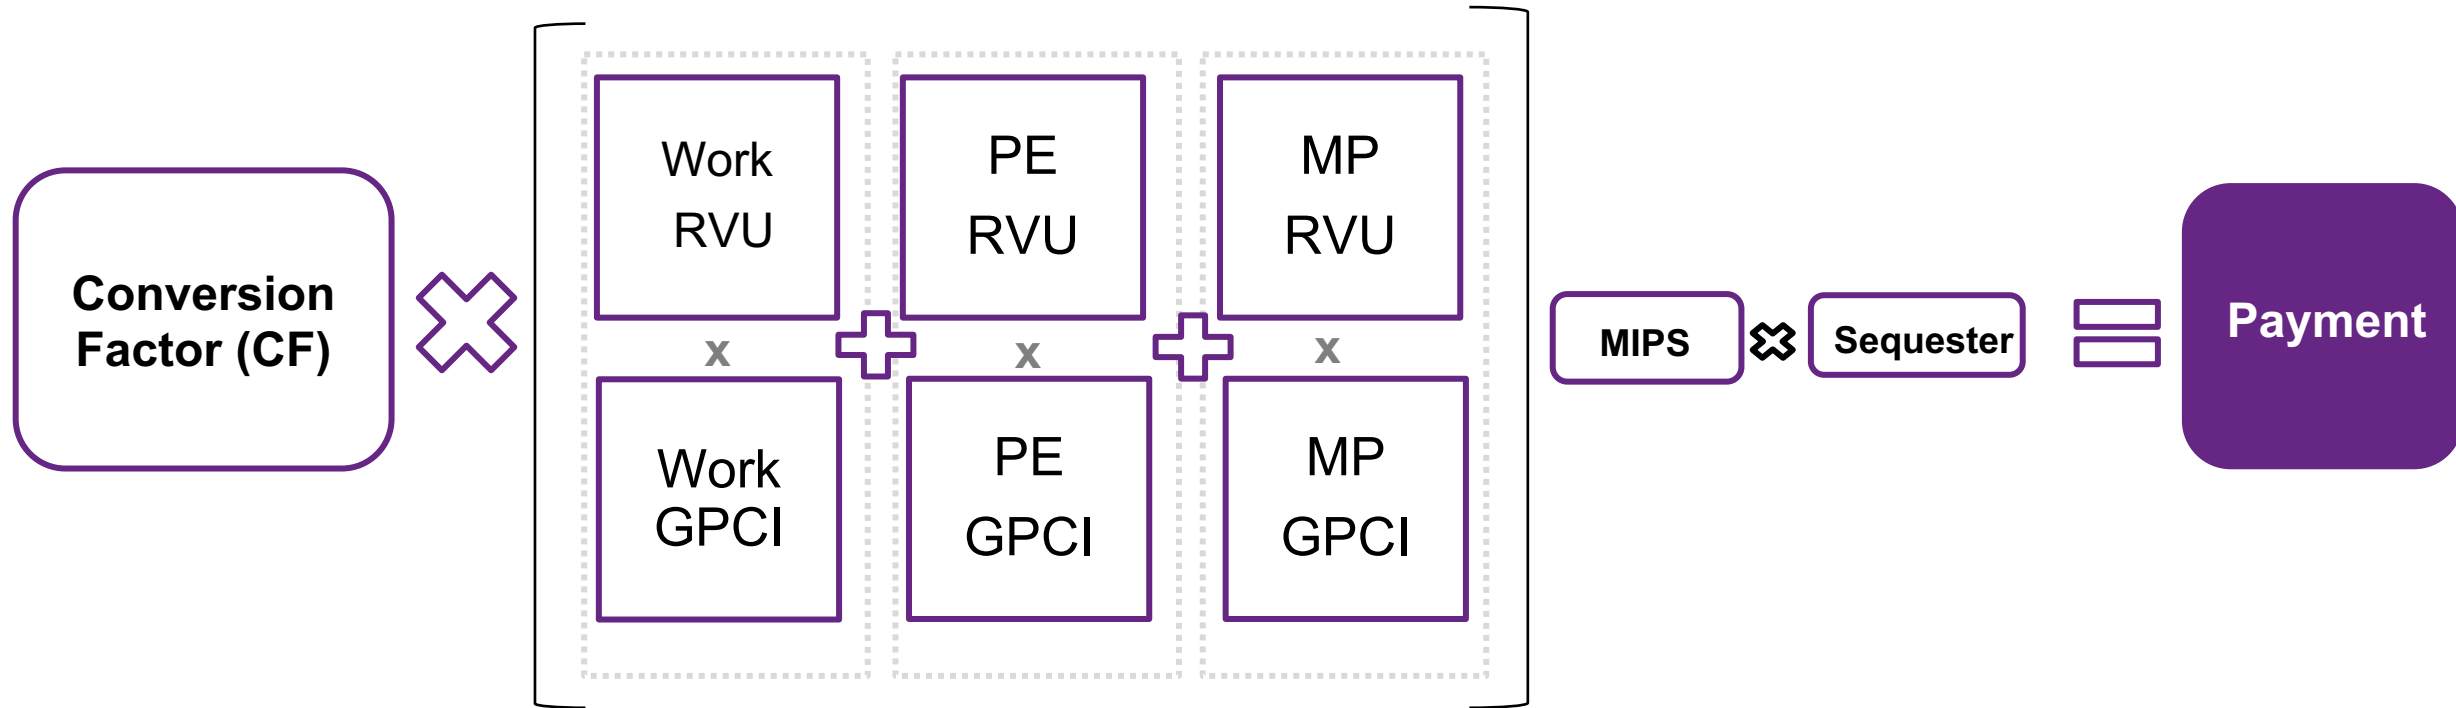 Conversion
Factor (CF)
Work
RVU
x
Work
GPCI
PE
RVU
x
PE
GPCI
MP
RVU
x
MP
GPCI
MIPS
Sequester
Payment